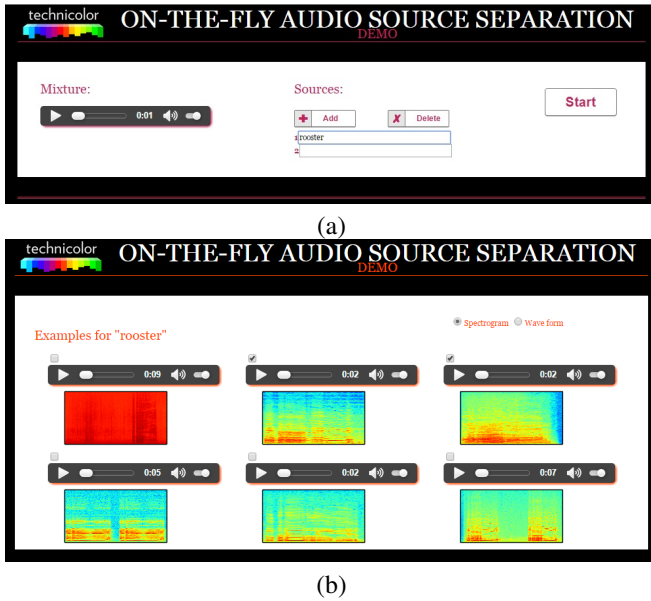 technicolor
ON-THE-FLY AUDIO SOURCE SEPARATION
DEMO
Mixture:
Sources:
Start
0:01
Add
Delete
1 rooster
2
(a)
technicolor
ON-THE-FLY AUDIO SOURCE SEPARATION
DEMO
Spectrogram Wave form
Examples for "rooster"
0:09 0:02 0:02
0:05 0:02 0:07
(b)